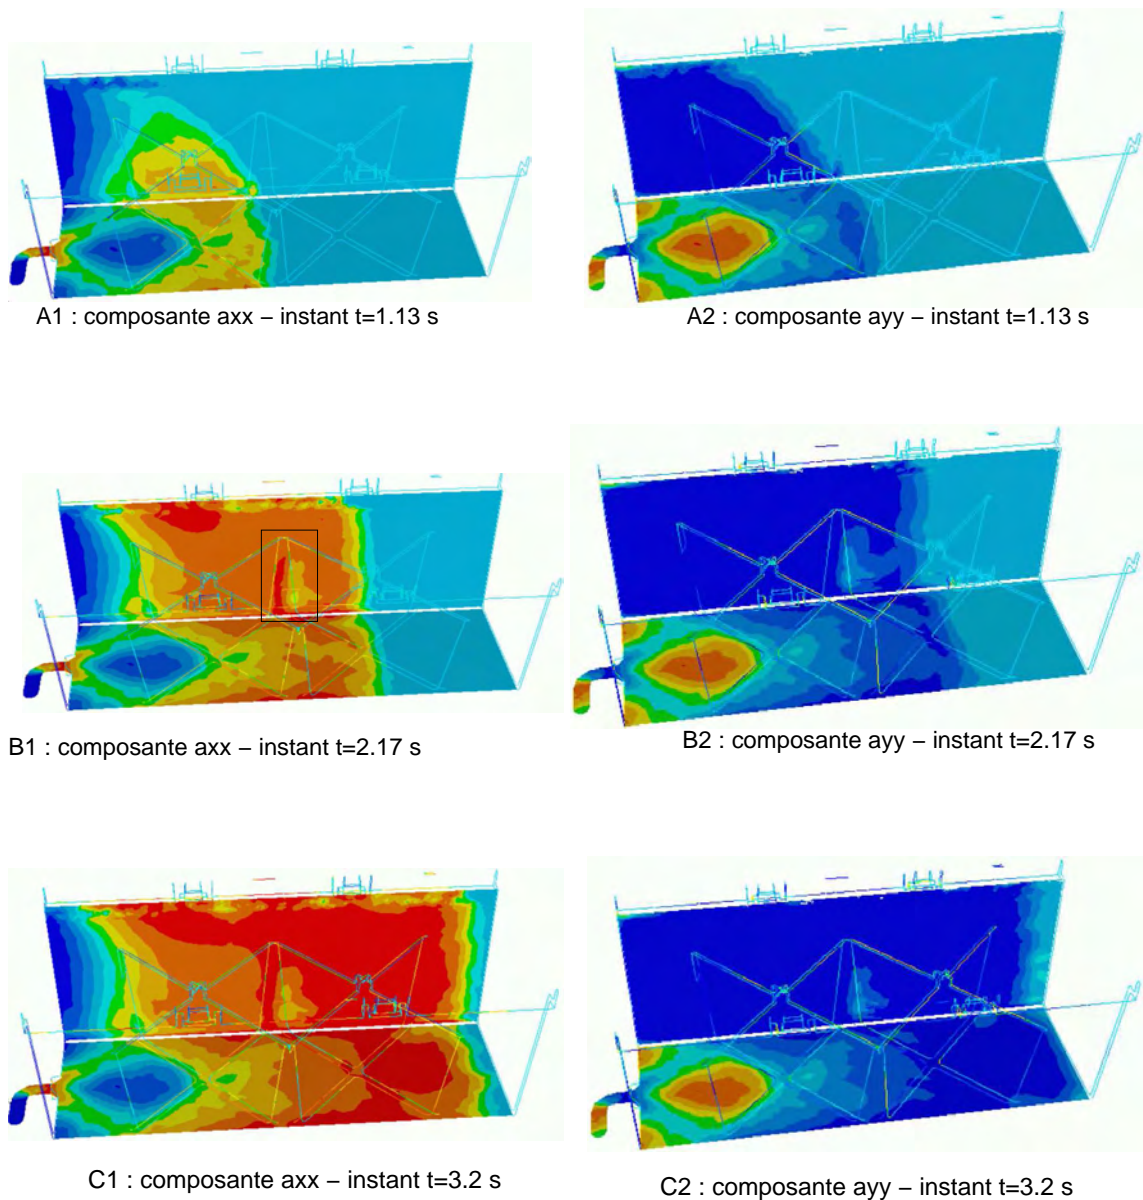 A1 : composante axx – instant t=1.13 s
A2 : composante ayy – instant t=1.13 s
B1 : composante axx – instant t=2.17 s
B2 : composante ayy – instant t=2.17 s
C1 : composante axx – instant t=3.2 s
C2 : composante ayy – instant t=3.2 s